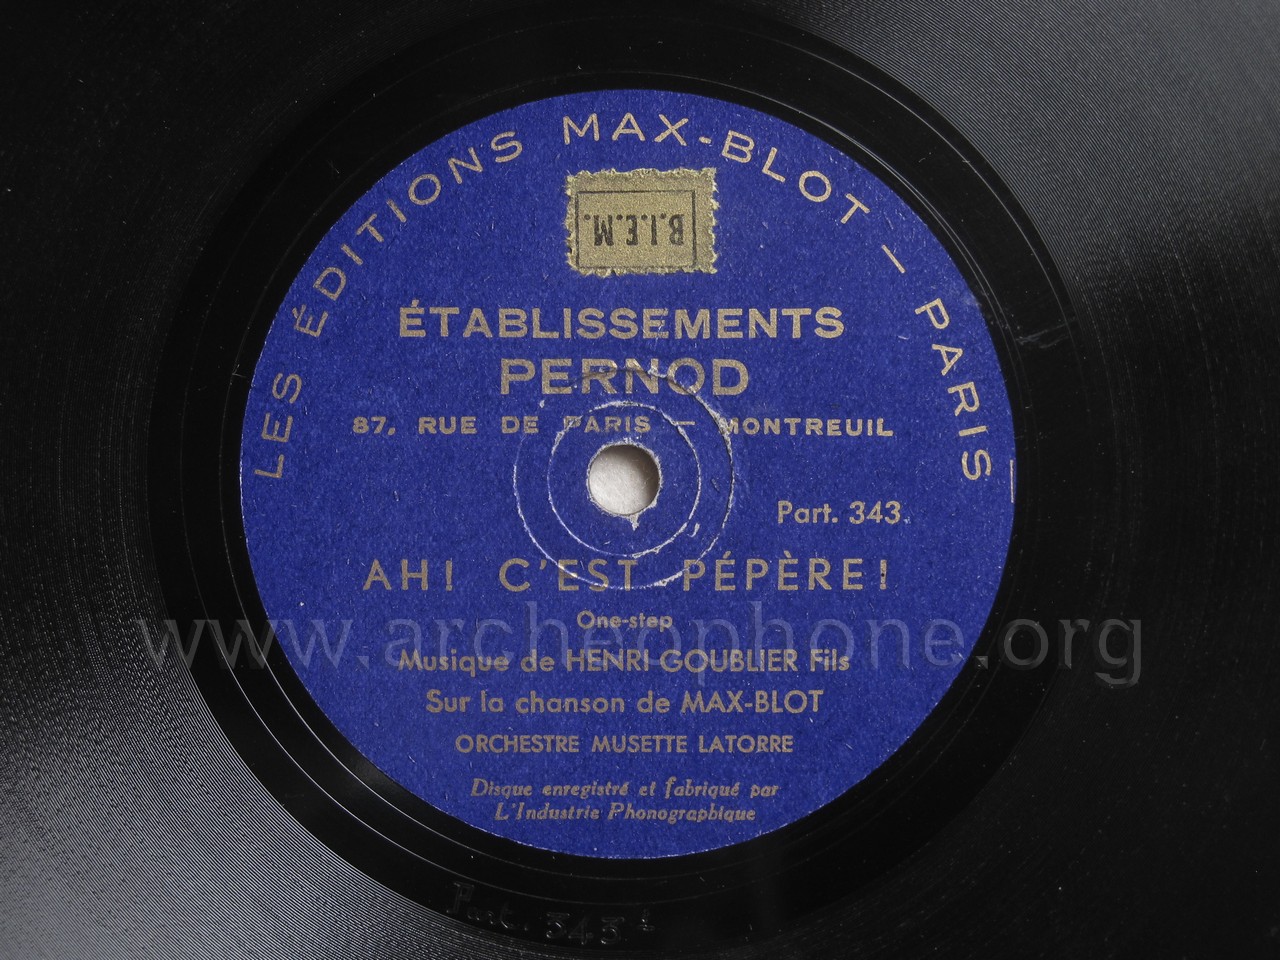 LES ÉDITIONS MAX-BLOT — PARIS
B.I.E.M.
ÉTABLISSEMENTS
PERNOD
87, RUE DE PARIS — MONTREUIL
Part. 343
AH! C'EST PÉPÈRE!
One-step
www.archeophone.org
Musique de HENRI GOUBLIER Fils
Sur la chanson de MAX-BLOT
ORCHESTRE MUSETTE LATORRE
Disque enregistré et fabriqué par
L'Industrie Phonographique
Part. 343